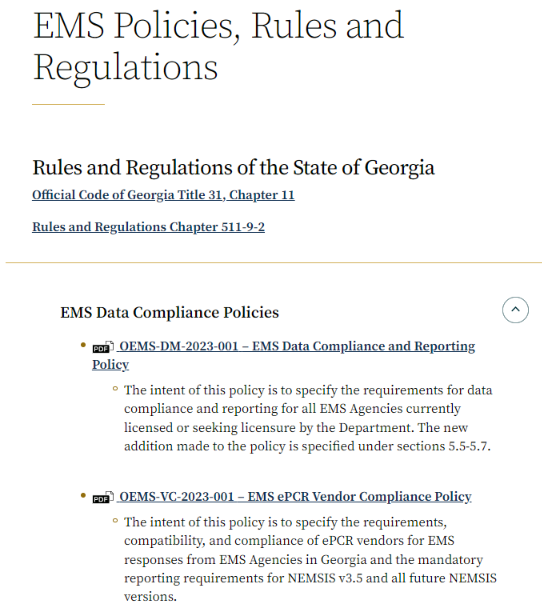 EMS Policies, Rules and
Regulations
Rules and Regulations of the State of Georgia
Official Code of Georgia Title 31, Chapter 11
Rules and Regulations Chapter 511-9-2
EMS Data Compliance Policies
PDF OEMS-DM-2023-001 – EMS Data Compliance and Reporting
Policy
The intent of this policy is to specify the requirements for data
compliance and reporting for all EMS Agencies currently
licensed or seeking licensure by the Department. The new
addition made to the policy is specified under sections 5.5-5.7.
PDF OEMS-VC-2023-001 – EMS ePCR Vendor Compliance Policy
The intent of this policy is to specify the requirements,
compatibility, and compliance of ePCR vendors for EMS
responses from EMS Agencies in Georgia and the mandatory
reporting requirements for NEMSIS v3.5 and all future NEMSIS
versions.